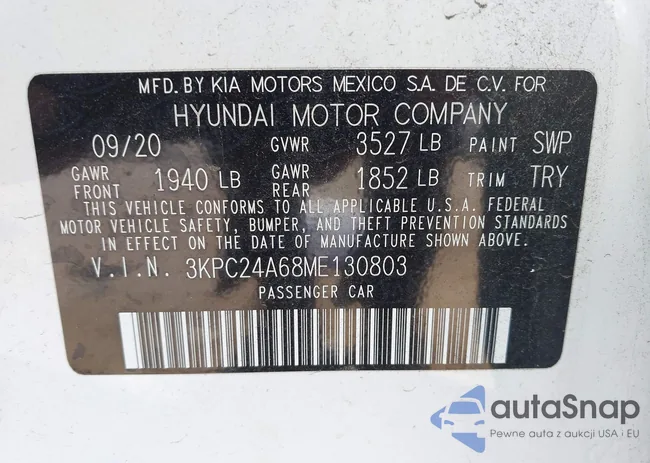 MFD. BY KIA MOTORS MEXICO S.A. DE C.V. FOR
HYUNDAI MOTOR COMPANY
09/20 GVWR 3527 LB PAINT SWP
GAWR FRONT 1940 LB GAWR REAR 1852 LB TRIM TRY
THIS VEHICLE CONFORMS TO ALL APPLICABLE U.S.A. FEDERAL
MOTOR VEHICLE SAFETY, BUMPER, AND THEFT PREVENTION STANDARDS
IN EFFECT ON THE DATE OF MANUFACTURE SHOWN ABOVE.
V.I.N. 3KPC24A68ME130803
PASSENGER CAR
autaSnap
Pewne auta z aukcji USA i EU